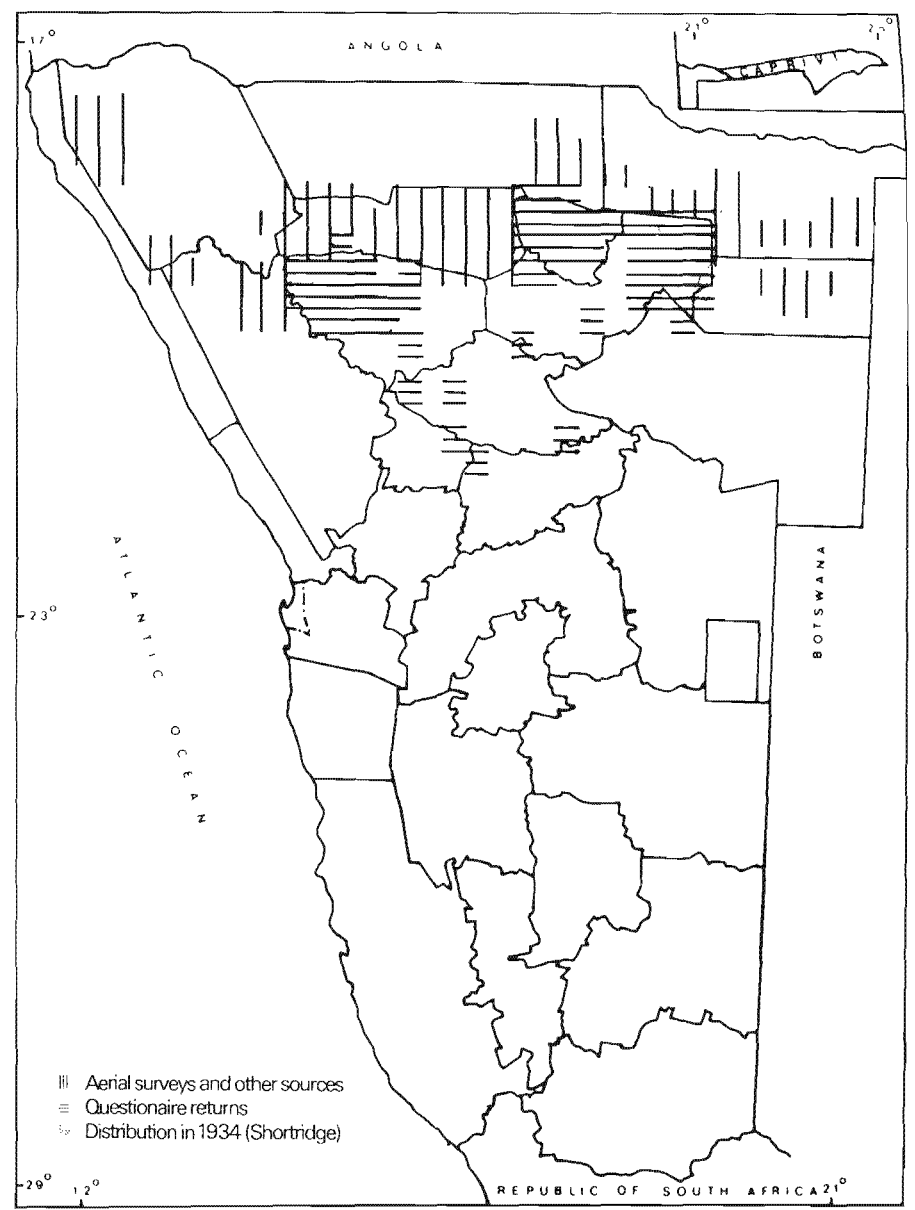 17°
ANGOLA
21°
CAPRIVI
ATLANTIC OCEAN
23°
BOTSWANA
Aerial surveys and other sources
Questionaire returns
Distribution in 1934 (Shortridge)
29°
12°
REPUBLIC OF SOUTH AFRICA
21°